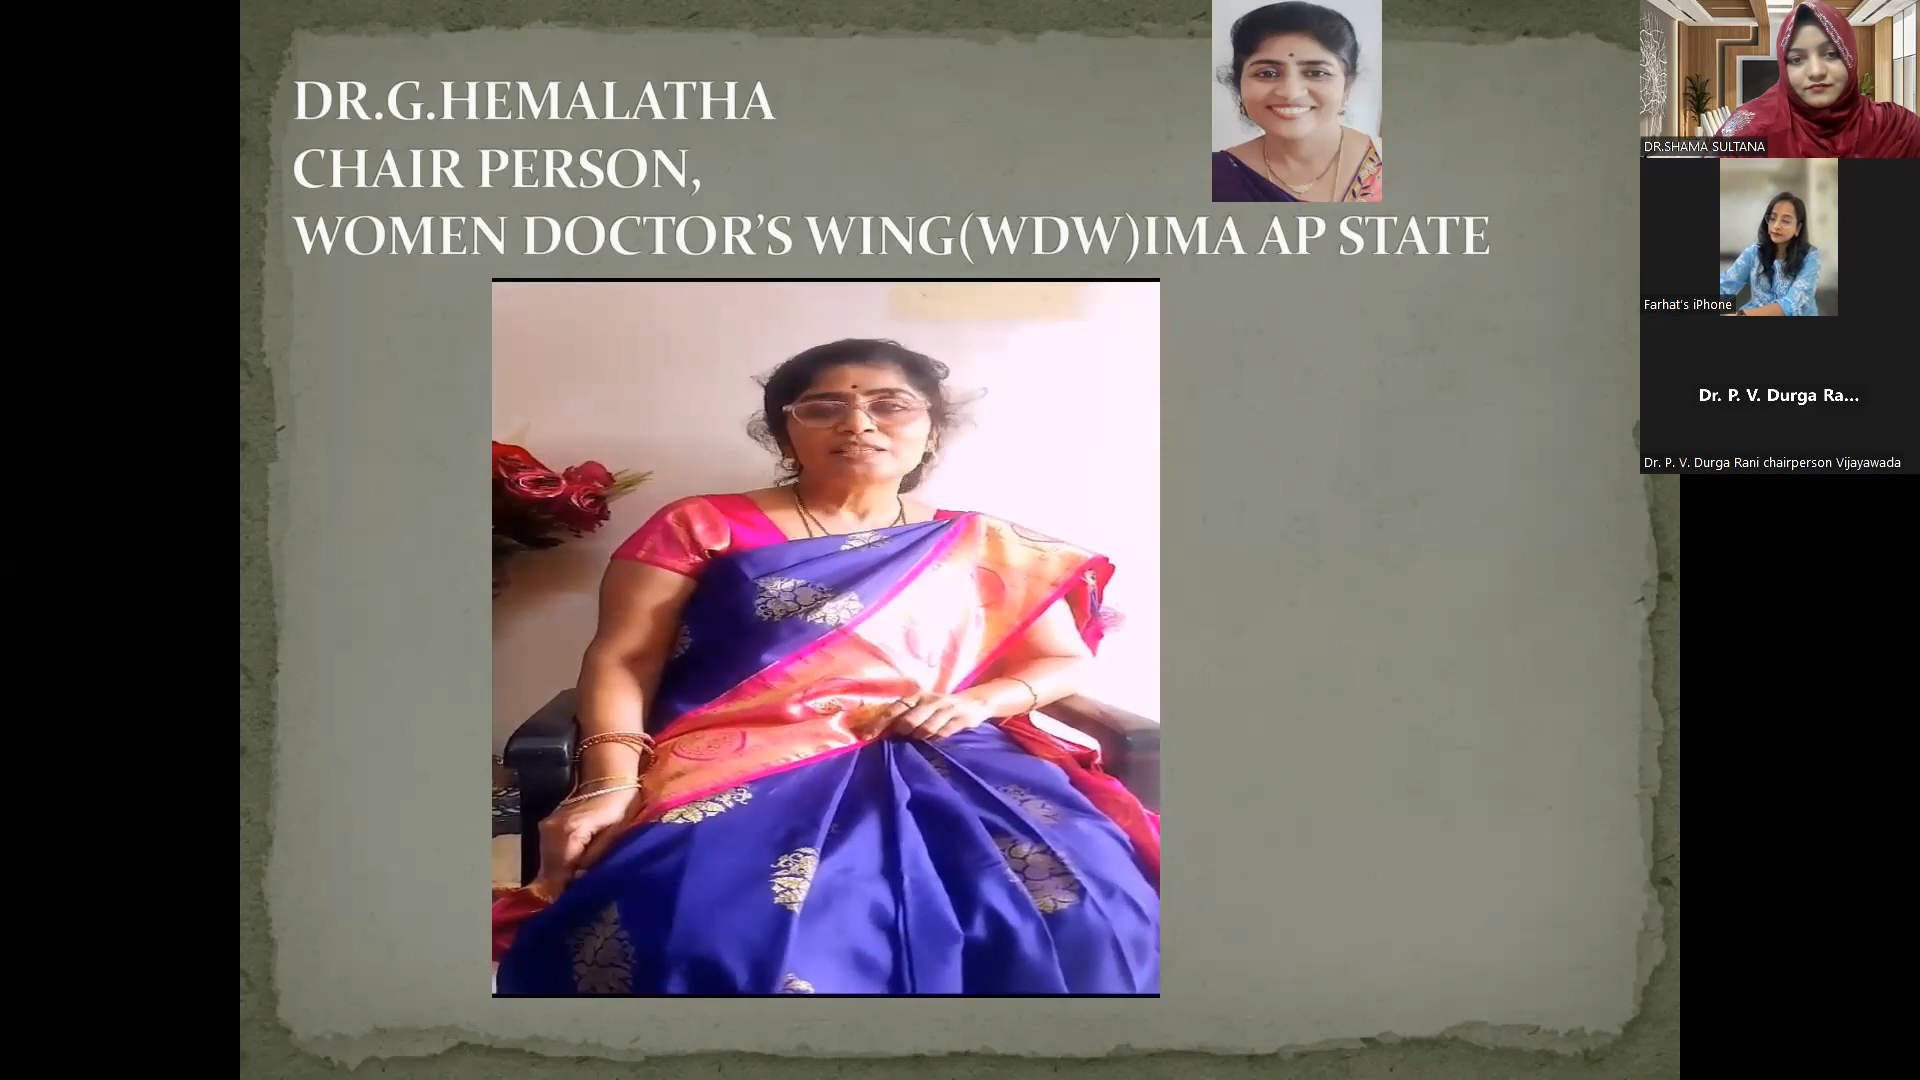 DR.G.HEMALATHA
CHAIR PERSON,
WOMEN DOCTOR’S WING(WDW)IMA AP STATE
DR.SHAMA SULTANA
Farhat's iPhone
Dr. P. V. Durga Ra...
Dr. P. V. Durga Rani chairperson Vijayawada